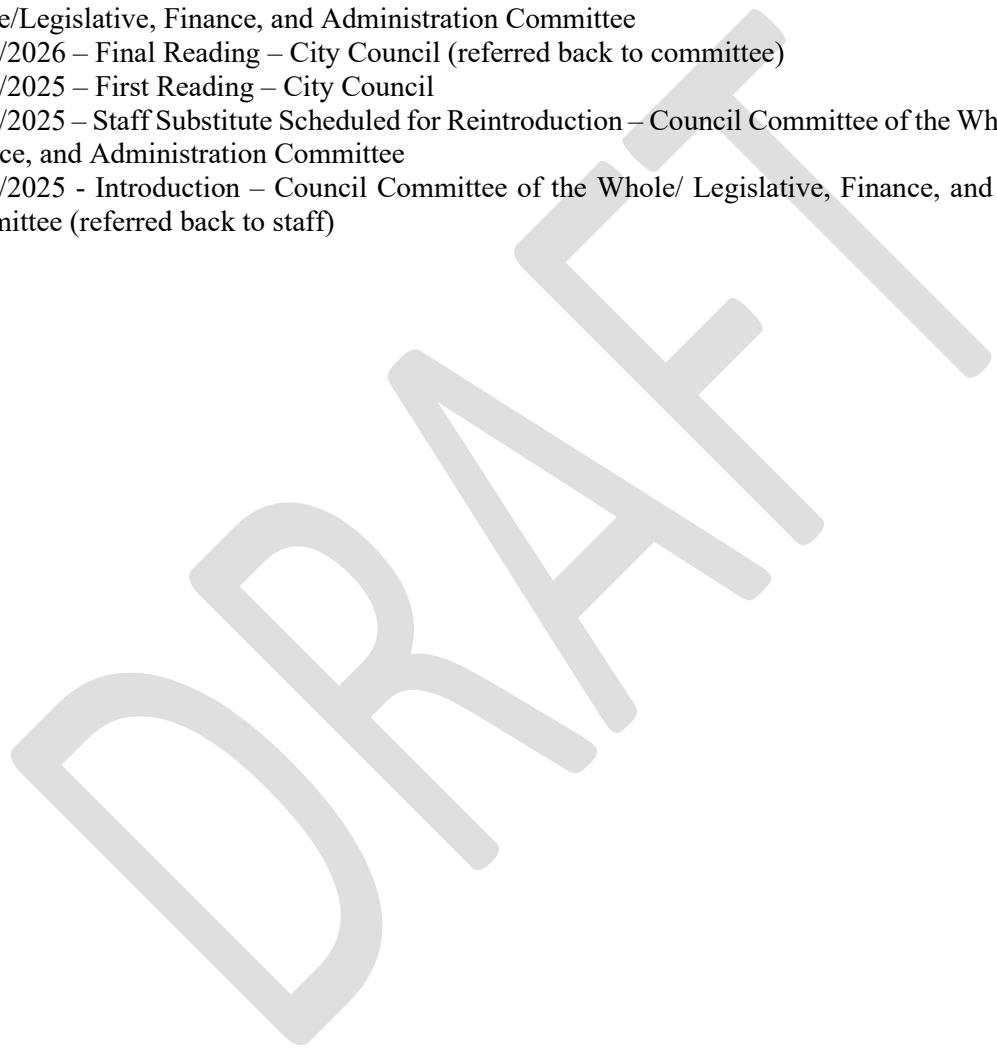 e/Legislative, Finance, and Administration Committee
/2026 – Final Reading – City Council (referred back to committee)
/2025 – First Reading – City Council
/2025 – Staff Substitute Scheduled for Reintroduction – Council Committee of the Wh
ce, and Administration Committee
/2025 - Introduction – Council Committee of the Whole/ Legislative, Finance, and
mittee (referred back to staff)
DRAFT